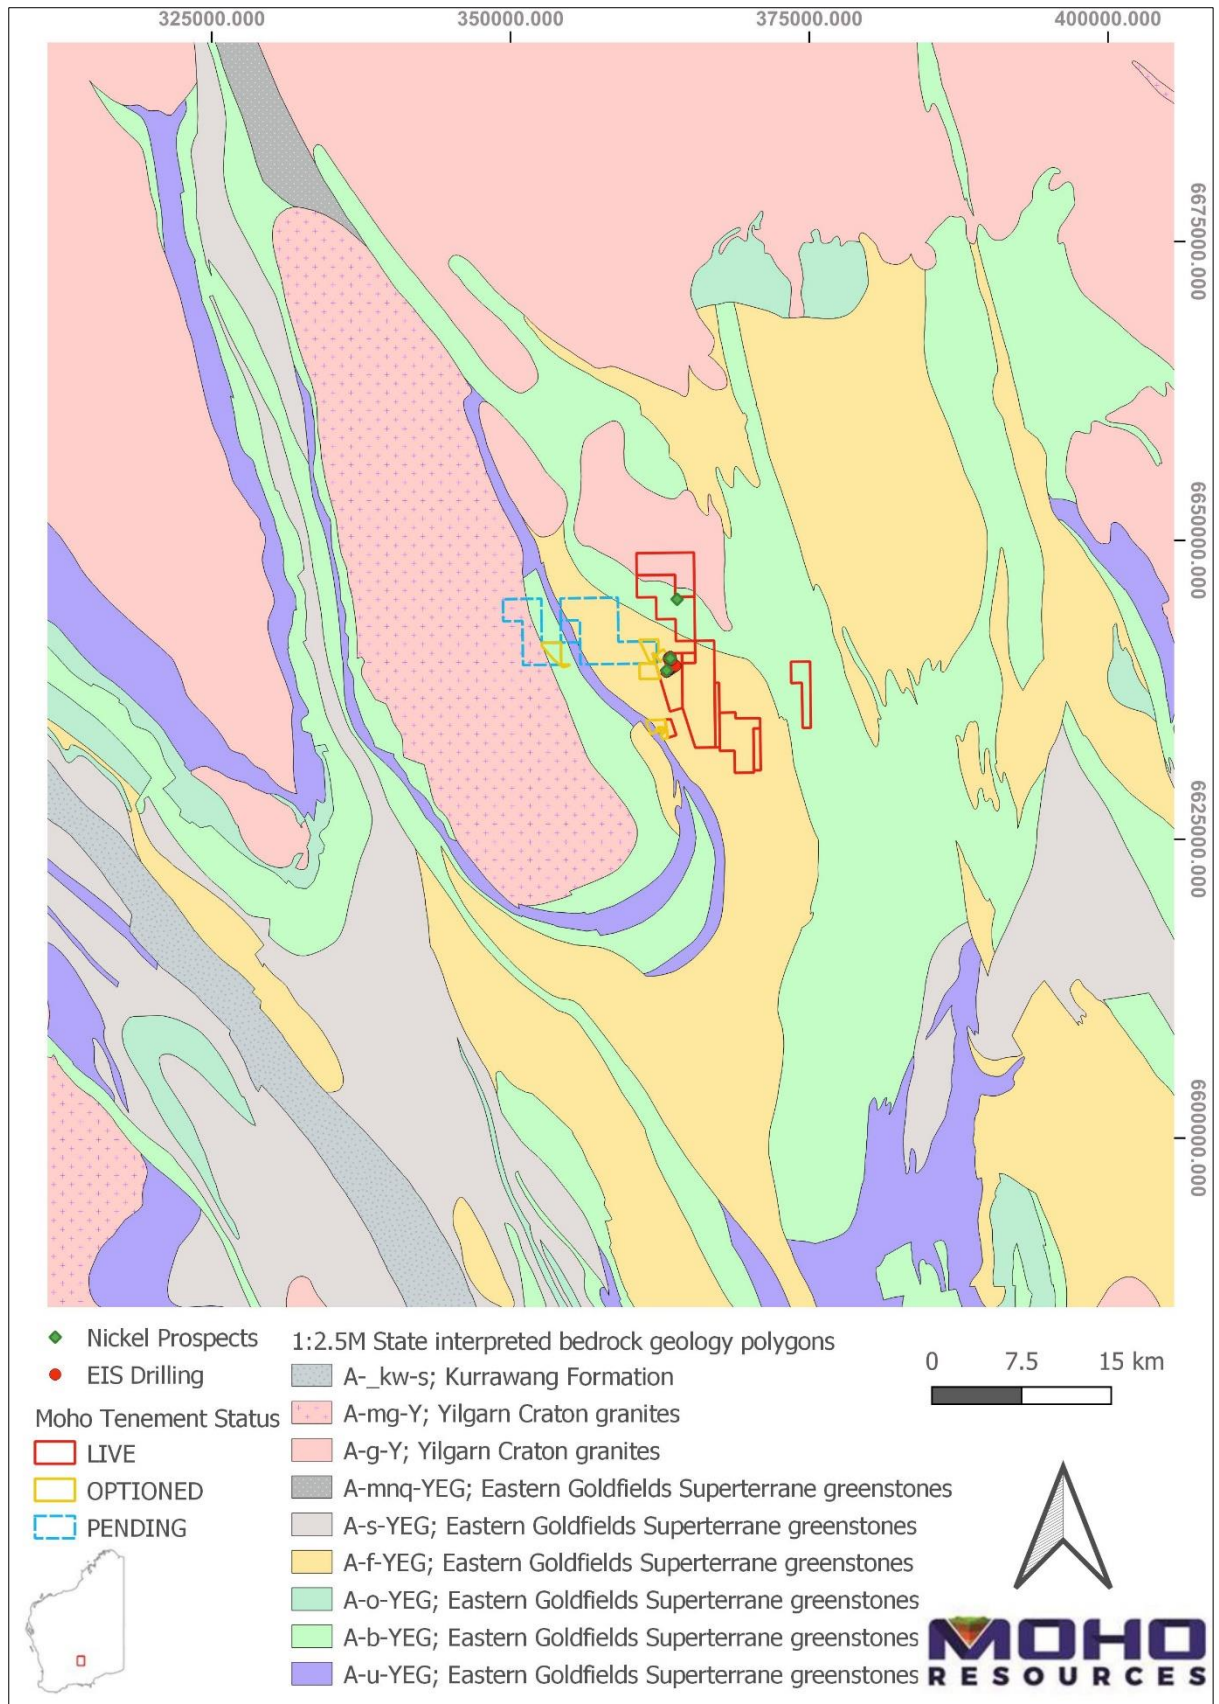 325000.000 350000.000 375000.000 400000.000
6675000.000
6650000.000
6625000.000
6600000.000
Nickel Prospects
EIS Drilling
Moho Tenement Status
LIVE
OPTIONED
PENDING
1:2.5M State interpreted bedrock geology polygons
A-_kw-s; Kurrawang Formation
A-mg-Y; Yilgarn Craton granites
A-g-Y; Yilgarn Craton granites
A-mnq-YEG; Eastern Goldfields Superterrane greenstones
A-s-YEG; Eastern Goldfields Superterrane greenstones
A-f-YEG; Eastern Goldfields Superterrane greenstones
A-o-YEG; Eastern Goldfields Superterrane greenstones
A-b-YEG; Eastern Goldfields Superterrane greenstones
A-u-YEG; Eastern Goldfields Superterrane greenstones
0 7.5 15 km
MOHO
RESOURCES